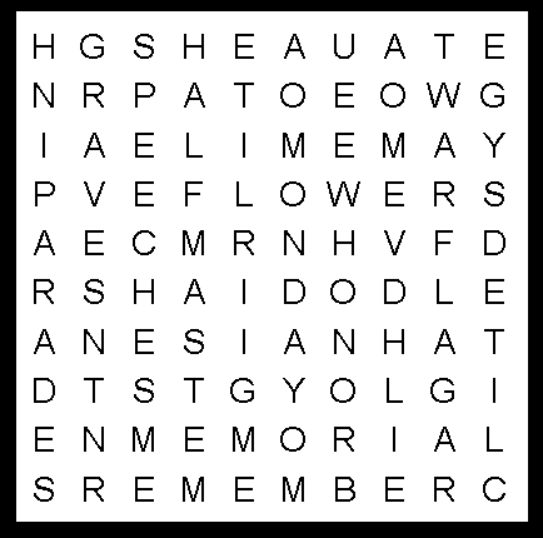 H G S H E A U A T E
N R P A T O E O W G
I A E L I M E M A Y
P V E F L O W E R S
A E C M R N H V F D
R S H A I D O D L E
A N E S I A N H A T
D T S T G Y O L G I
E N M E M O R I A L
S R E M E M B E R C